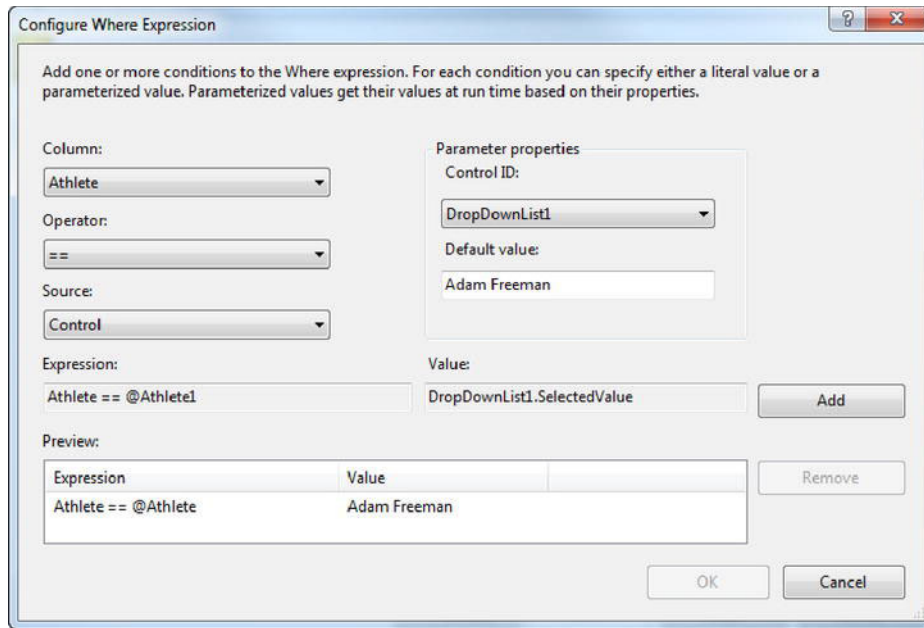 Configure Where Expression
Add one or more conditions to the Where expression. For each condition you can specify either a literal value or a
parameterized value. Parameterized values get their values at run time based on their properties.
Column:
Athlete
Operator:
==
Source:
Control
Parameter properties
Control ID:
DropDownList1
Default value:
Adam Freeman
Expression:
Athlete == @Athlete1
Value:
DropDownList1.SelectedValue
Add
Preview:
Expression Value
Athlete == @Athlete Adam Freeman
Remove
OK Cancel